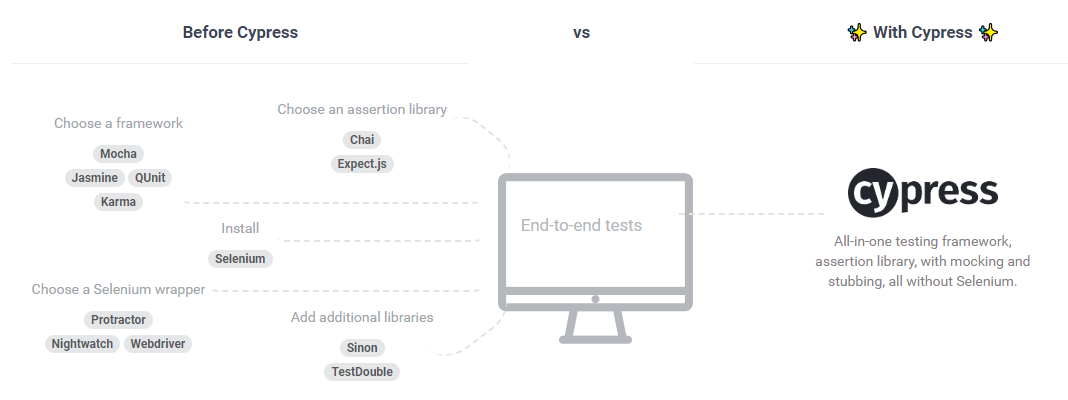 Before Cypress
vs
With Cypress
Choose a framework
Mocha
Jasmine QUnit
Karma
Choose an assertion library
Chai
Expect.js
Install
Selenium
Choose a Selenium wrapper
Protractor
Nightwatch Webdriver
Add additional libraries
Sinon
TestDouble
End-to-end tests
cypress
All-in-one testing framework,
assertion library, with mocking and
stubbing, all without Selenium.